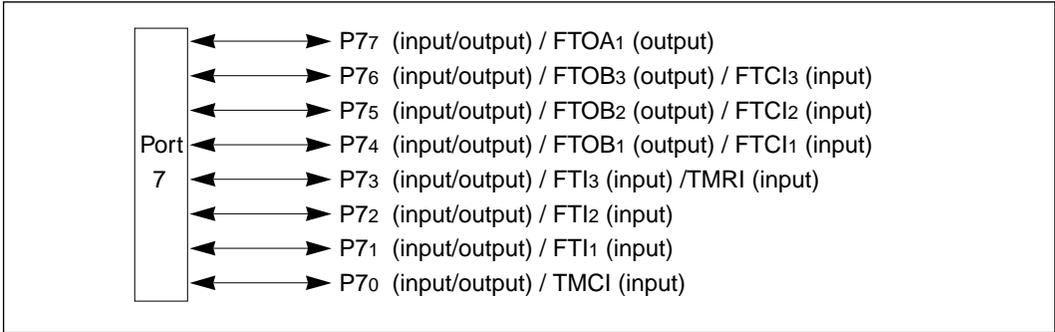 P7₇ (input/output) / FTOA₁ (output)
P7₆ (input/output) / FTOB₃ (output) / FTCI₃ (input)
P7₅ (input/output) / FTOB₂ (output) / FTCI₂ (input)
Port
P7₄ (input/output) / FTOB₁ (output) / FTCI₁ (input)
7
P7₃ (input/output) / FTI₃ (input) /TMRI (input)
P7₂ (input/output) / FTI₂ (input)
P7₁ (input/output) / FTI₁ (input)
P7₀ (input/output) / TMCI (input)